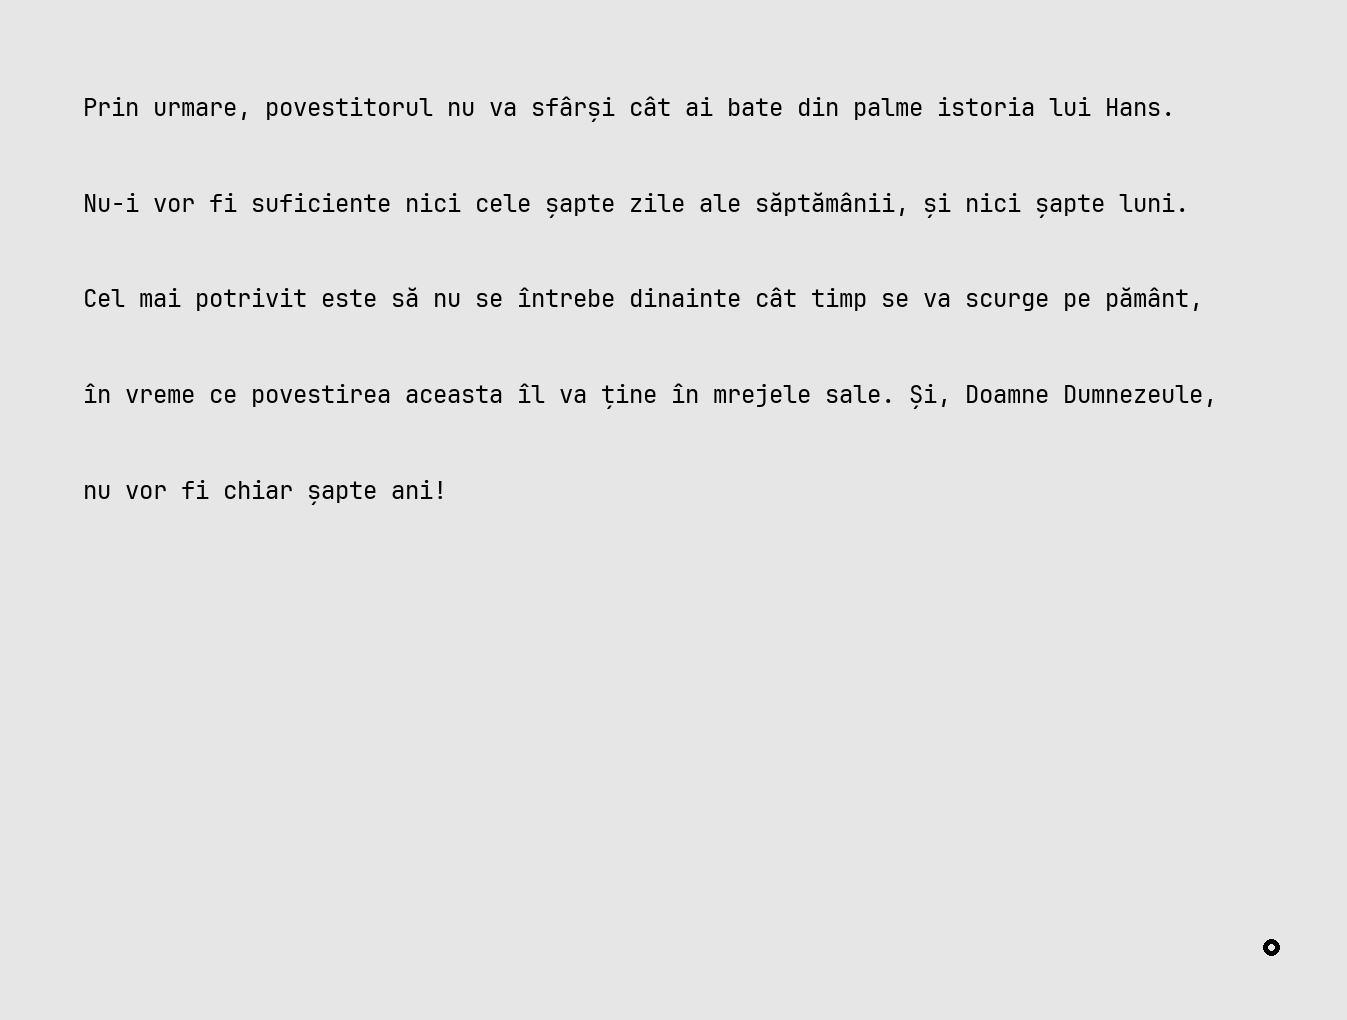 Prin urmare, povestitorul nu va sfârși cât ai bate din palme istoria lui Hans.
Nu-i vor fi suficiente nici cele șapte zile ale săptămânii, și nici șapte luni.
Cel mai potrivit este să nu se întrebe dinainte cât timp se va scurge pe pământ,
în vreme ce povestirea aceasta îl va ține în mrejele sale. Și, Doamne Dumnezeule,
nu vor fi chiar șapte ani!